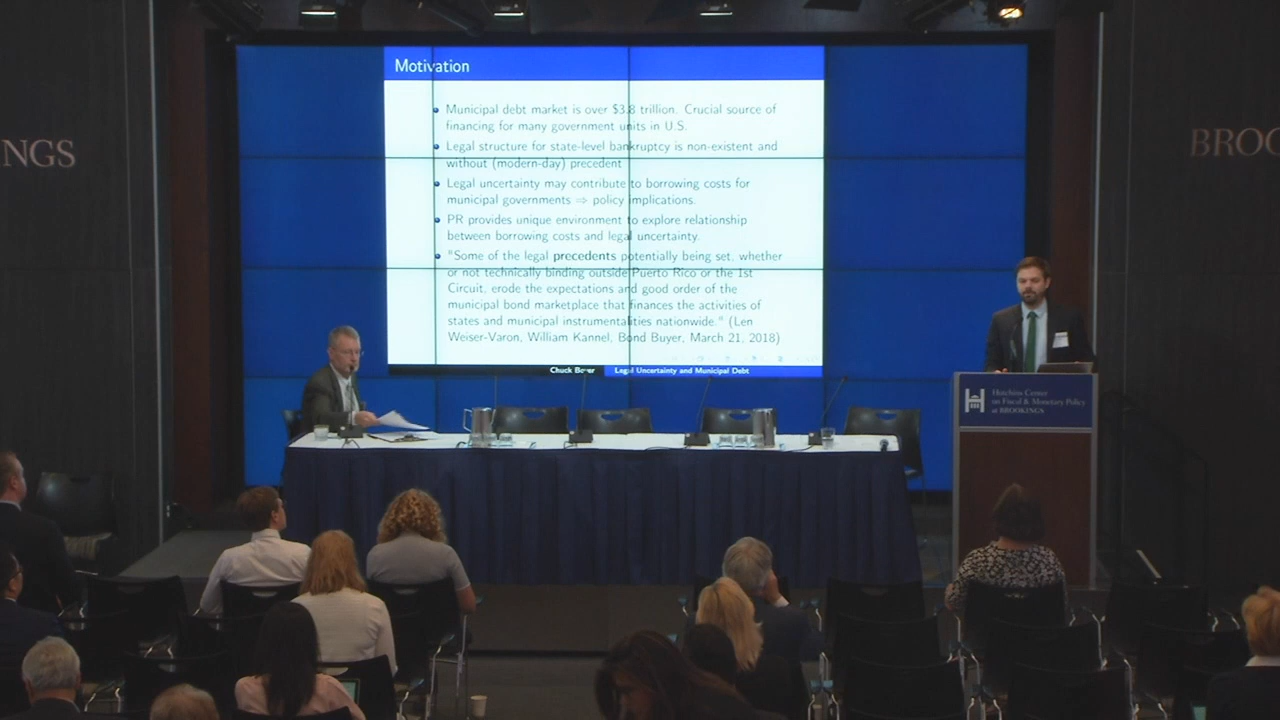 Motivation
Municipal debt market is over $3.8 trillion. Crucial source of
financing for many government units in U.S.
Legal structure for state-level bankruptcy is non-existent and
without (modern-day) precedent
Legal uncertainty may contribute to borrowing costs for
municipal governments ⇒ policy implications.
PR provides unique environment to explore relationship
between borrowing costs and legal uncertainty.
"Some of the legal precedents potentially being set, whether
or not technically binding outside Puerto Rico or the 1st
Circuit, erode the expectations and good order of the
municipal bond marketplace that finances the activities of
states and municipal instrumentalities nationwide." (Len
Weiser-Varon, William Kannel, Bond Buyer, March 21, 2018)
Chuck Boyer Legal Uncertainty and Municipal Debt
NGS
BROO
Hutchins Center
on Fiscal & Monetary Policy
at BROOKINGS